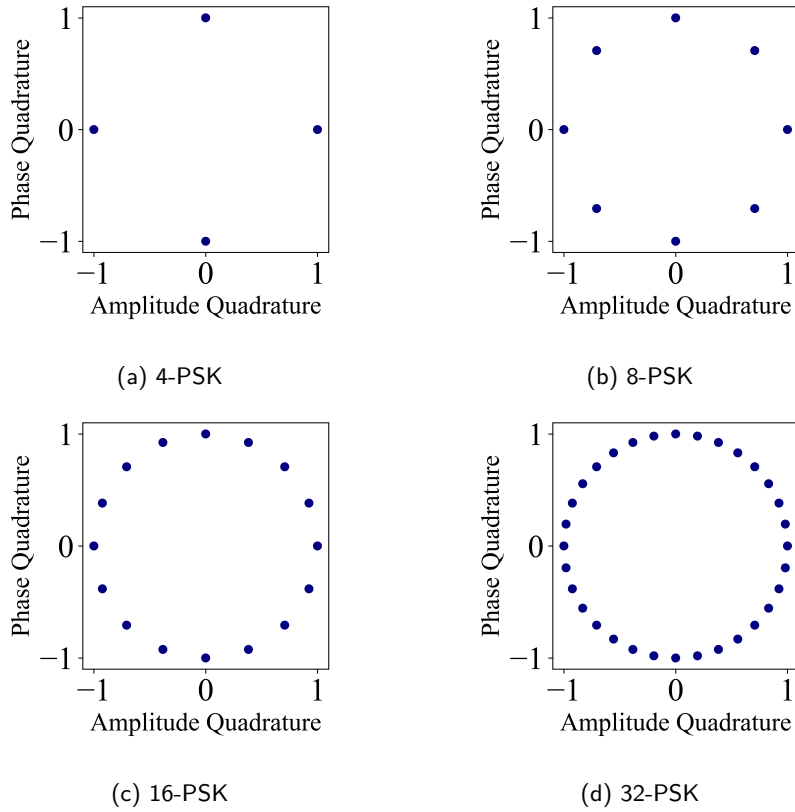 1
0
−1
Phase Quadrature
−1 0 1
Amplitude Quadrature
(a) 4-PSK
1
0
−1
Phase Quadrature
−1 0 1
Amplitude Quadrature
(b) 8-PSK
1
0
−1
Phase Quadrature
−1 0 1
Amplitude Quadrature
(c) 16-PSK
1
0
−1
Phase Quadrature
−1 0 1
Amplitude Quadrature
(d) 32-PSK